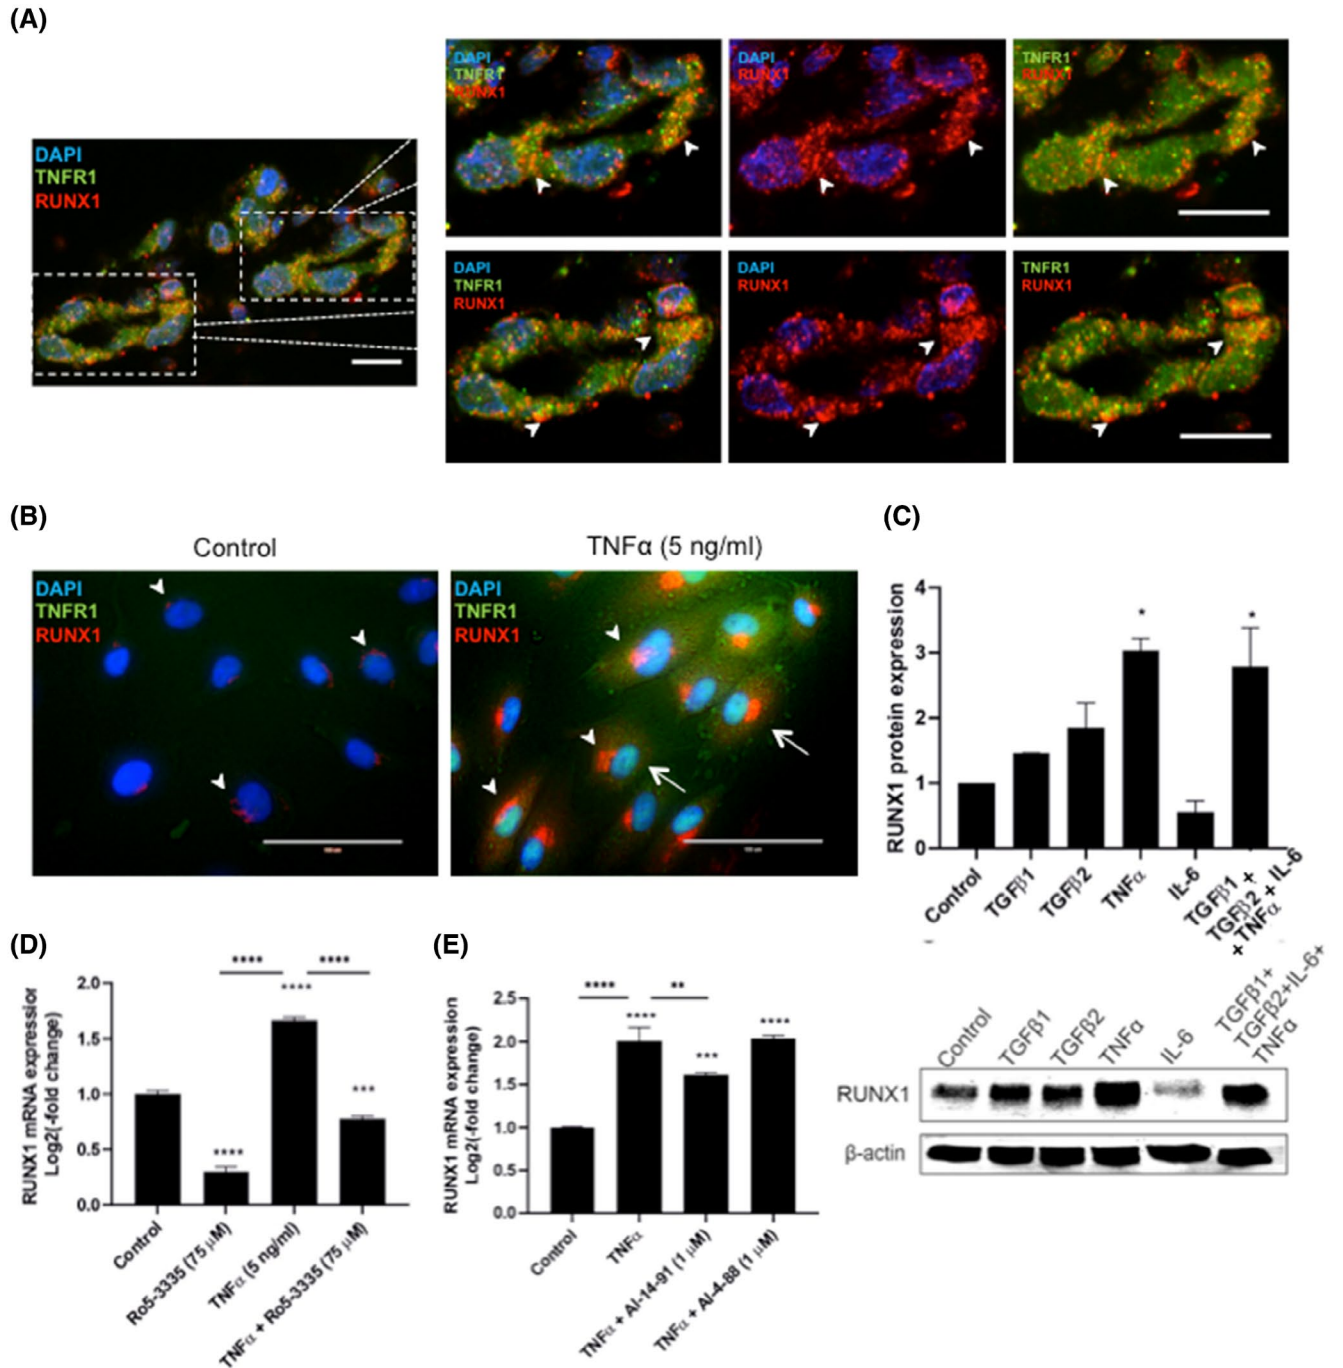 (A)
DAPI
TNFR1
RUNX1
DAPI
TNFR1
RUNX1
DAPI
RUNX1
TNFR1
RUNX1
DAPI
TNFR1
RUNX1
DAPI
RUNX1
TNFR1
RUNX1
(B)
Control
TNFα (5 ng/ml)
DAPI
TNFR1
RUNX1
DAPI
TNFR1
RUNX1
(C)
RUNX1 protein expression
4
3
2
1
0
*
*
Control
TGFβ1
TGFβ2
TNFα
IL-6
TGFβ1 +
TGFβ2 + IL-6
+ TNFα
Control
TGFβ1
TGFβ2
TNFα
IL-6
TGFβ1+
TGFβ2+IL-6+
TNFα
RUNX1
β-actin
(D)
RUNX1 mRNA expression
Log2(-fold change)
2.0
1.5
1.0
0.5
0.0
**** ****
****
****
***
Control
Ro5-3335 (75 μM)
TNFα (5 ng/ml)
TNFα + Ro5-3335 (75 μM)
(E)
RUNX1 mRNA expression
Log2(-fold change)
2.5
2.0
1.5
1.0
0.5
0.0
**** **
****
***
****
Control
TNFα
TNFα + AI-14-91 (1 μM)
TNFα + AI-4-88 (1 μM)